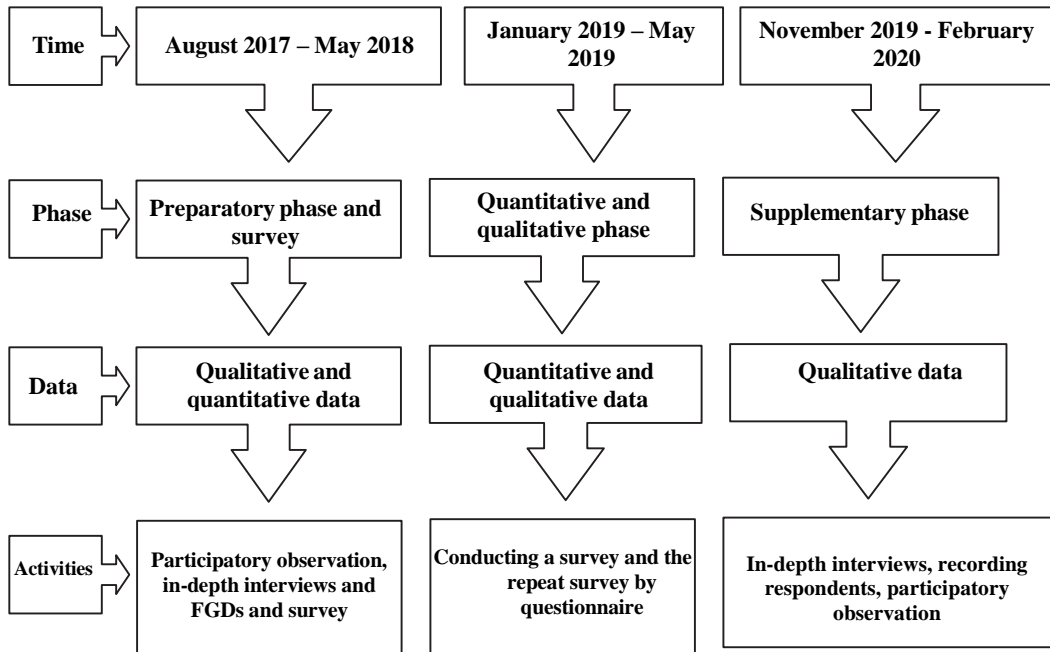 Time
August 2017 – May 2018
January 2019 – May
2019
November 2019 - February
2020
Phase
Preparatory phase and
survey
Quantitative and
qualitative phase
Supplementary phase
Data
Qualitative and
quantitative data
Quantitative and
qualitative data
Qualitative data
Activities
Participatory observation,
in-depth interviews and
FGDs and survey
Conducting a survey and the
repeat survey by
questionnaire
In-depth interviews, recording
respondents, participatory
observation